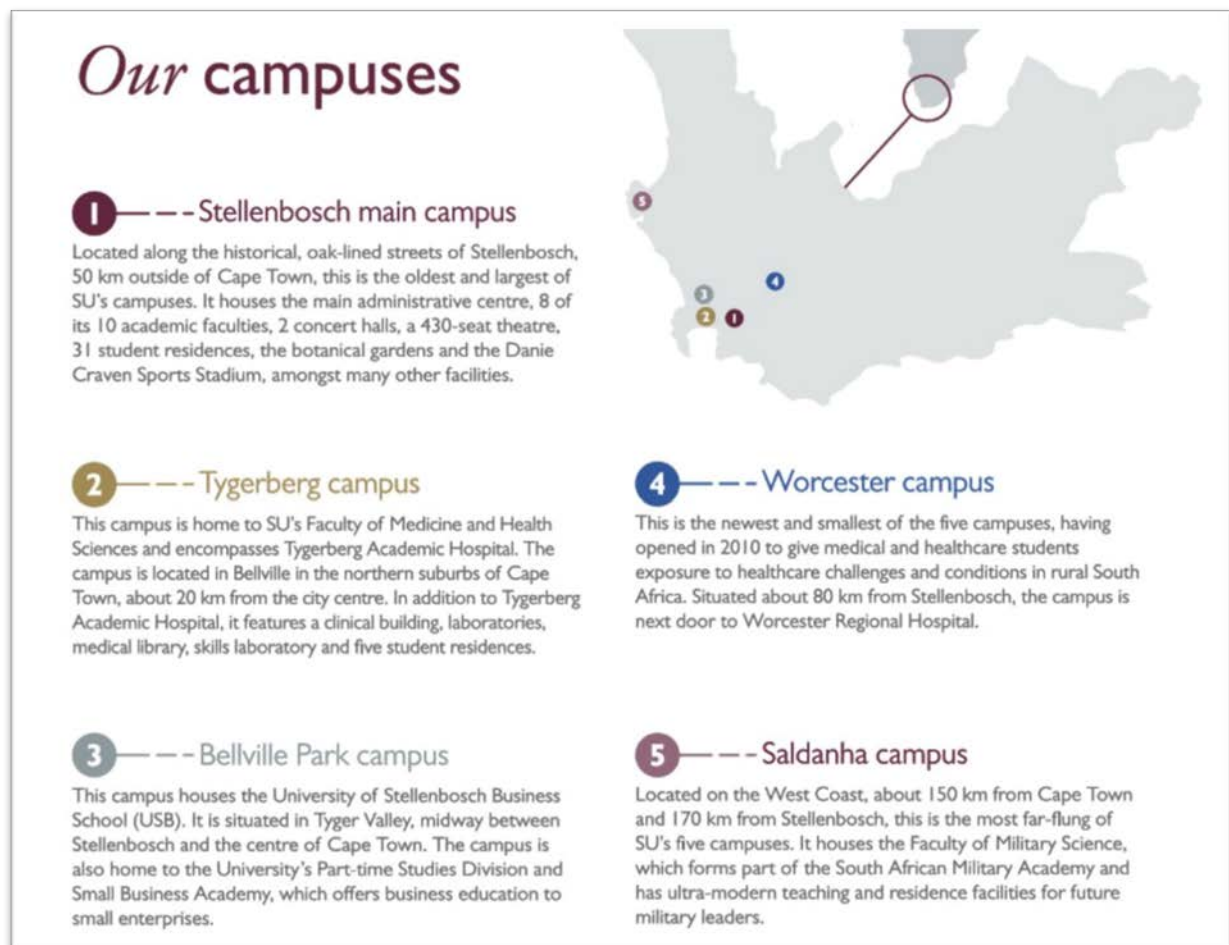 Our campuses
1 Stellenbosch main campus
Located along the historical, oak-lined streets of Stellenbosch,
50 km outside of Cape Town, this is the oldest and largest of
SU's campuses. It houses the main administrative centre, 8 of
its 10 academic faculties, 2 concert halls, a 430-seat theatre,
31 student residences, the botanical gardens and the Danie
Craven Sports Stadium, amongst many other facilities.
5
4
3
2 1
2 Tygerberg campus
This campus is home to SU's Faculty of Medicine and Health
Sciences and encompasses Tygerberg Academic Hospital. The
campus is located in Bellville in the northern suburbs of Cape
Town, about 20 km from the city centre. In addition to Tygerberg
Academic Hospital, it features a clinical building, laboratories,
medical library, skills laboratory and five student residences.
3 Bellville Park campus
This campus houses the University of Stellenbosch Business
School (USB). It is situated in Tyger Valley, midway between
Stellenbosch and the centre of Cape Town. The campus is
also home to the University's Part-time Studies Division and
Small Business Academy, which offers business education to
small enterprises.
4 Worcester campus
This is the newest and smallest of the five campuses, having
opened in 2010 to give medical and healthcare students
exposure to healthcare challenges and conditions in rural South
Africa. Situated about 80 km from Stellenbosch, the campus is
next door to Worcester Regional Hospital.
5 Saldanha campus
Located on the West Coast, about 150 km from Cape Town
and 170 km from Stellenbosch, this is the most far-flung of
SU's five campuses. It houses the Faculty of Military Science,
which forms part of the South African Military Academy and
has ultra-modern teaching and residence facilities for future
military leaders.